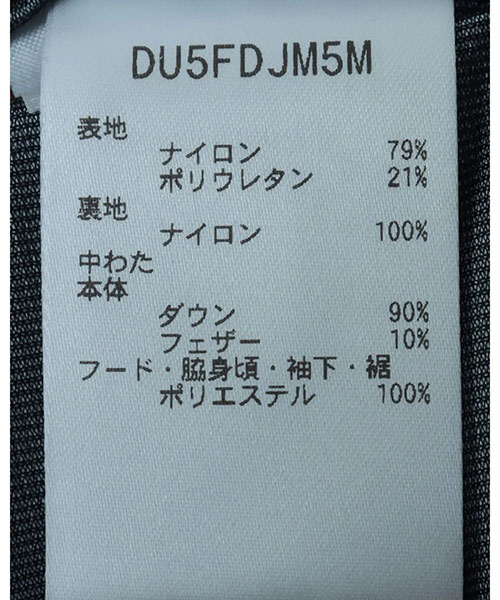 DU5FDJM5M
表地
ナイロン 79%
ポリウレタン 21%
裏地
ナイロン 100%
中わた
本体
ダウン 90%
フェザー 10%
フード・脇身頃・袖下・裾
ポリエステル 100%